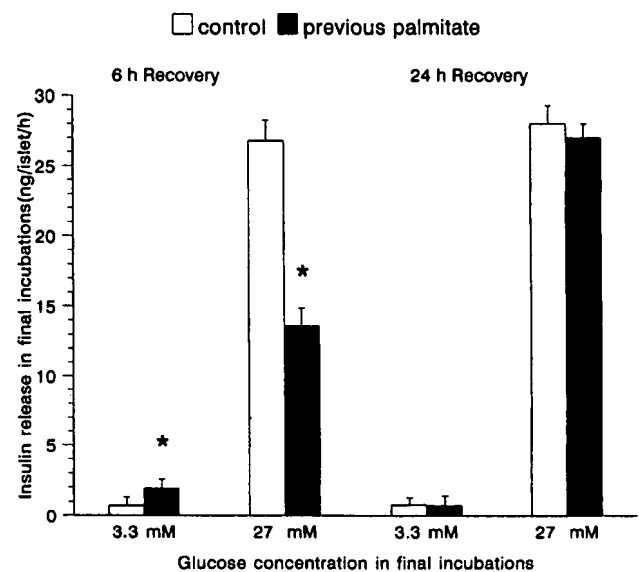 control previous palmitate
6 h Recovery 24 h Recovery
Insulin release in final incubations(ng/islet/h)
30
25
20
15
10
5
0
*
*
3.3 mM 27 mM 3.3 mM 27 mM
Glucose concentration in final incubations